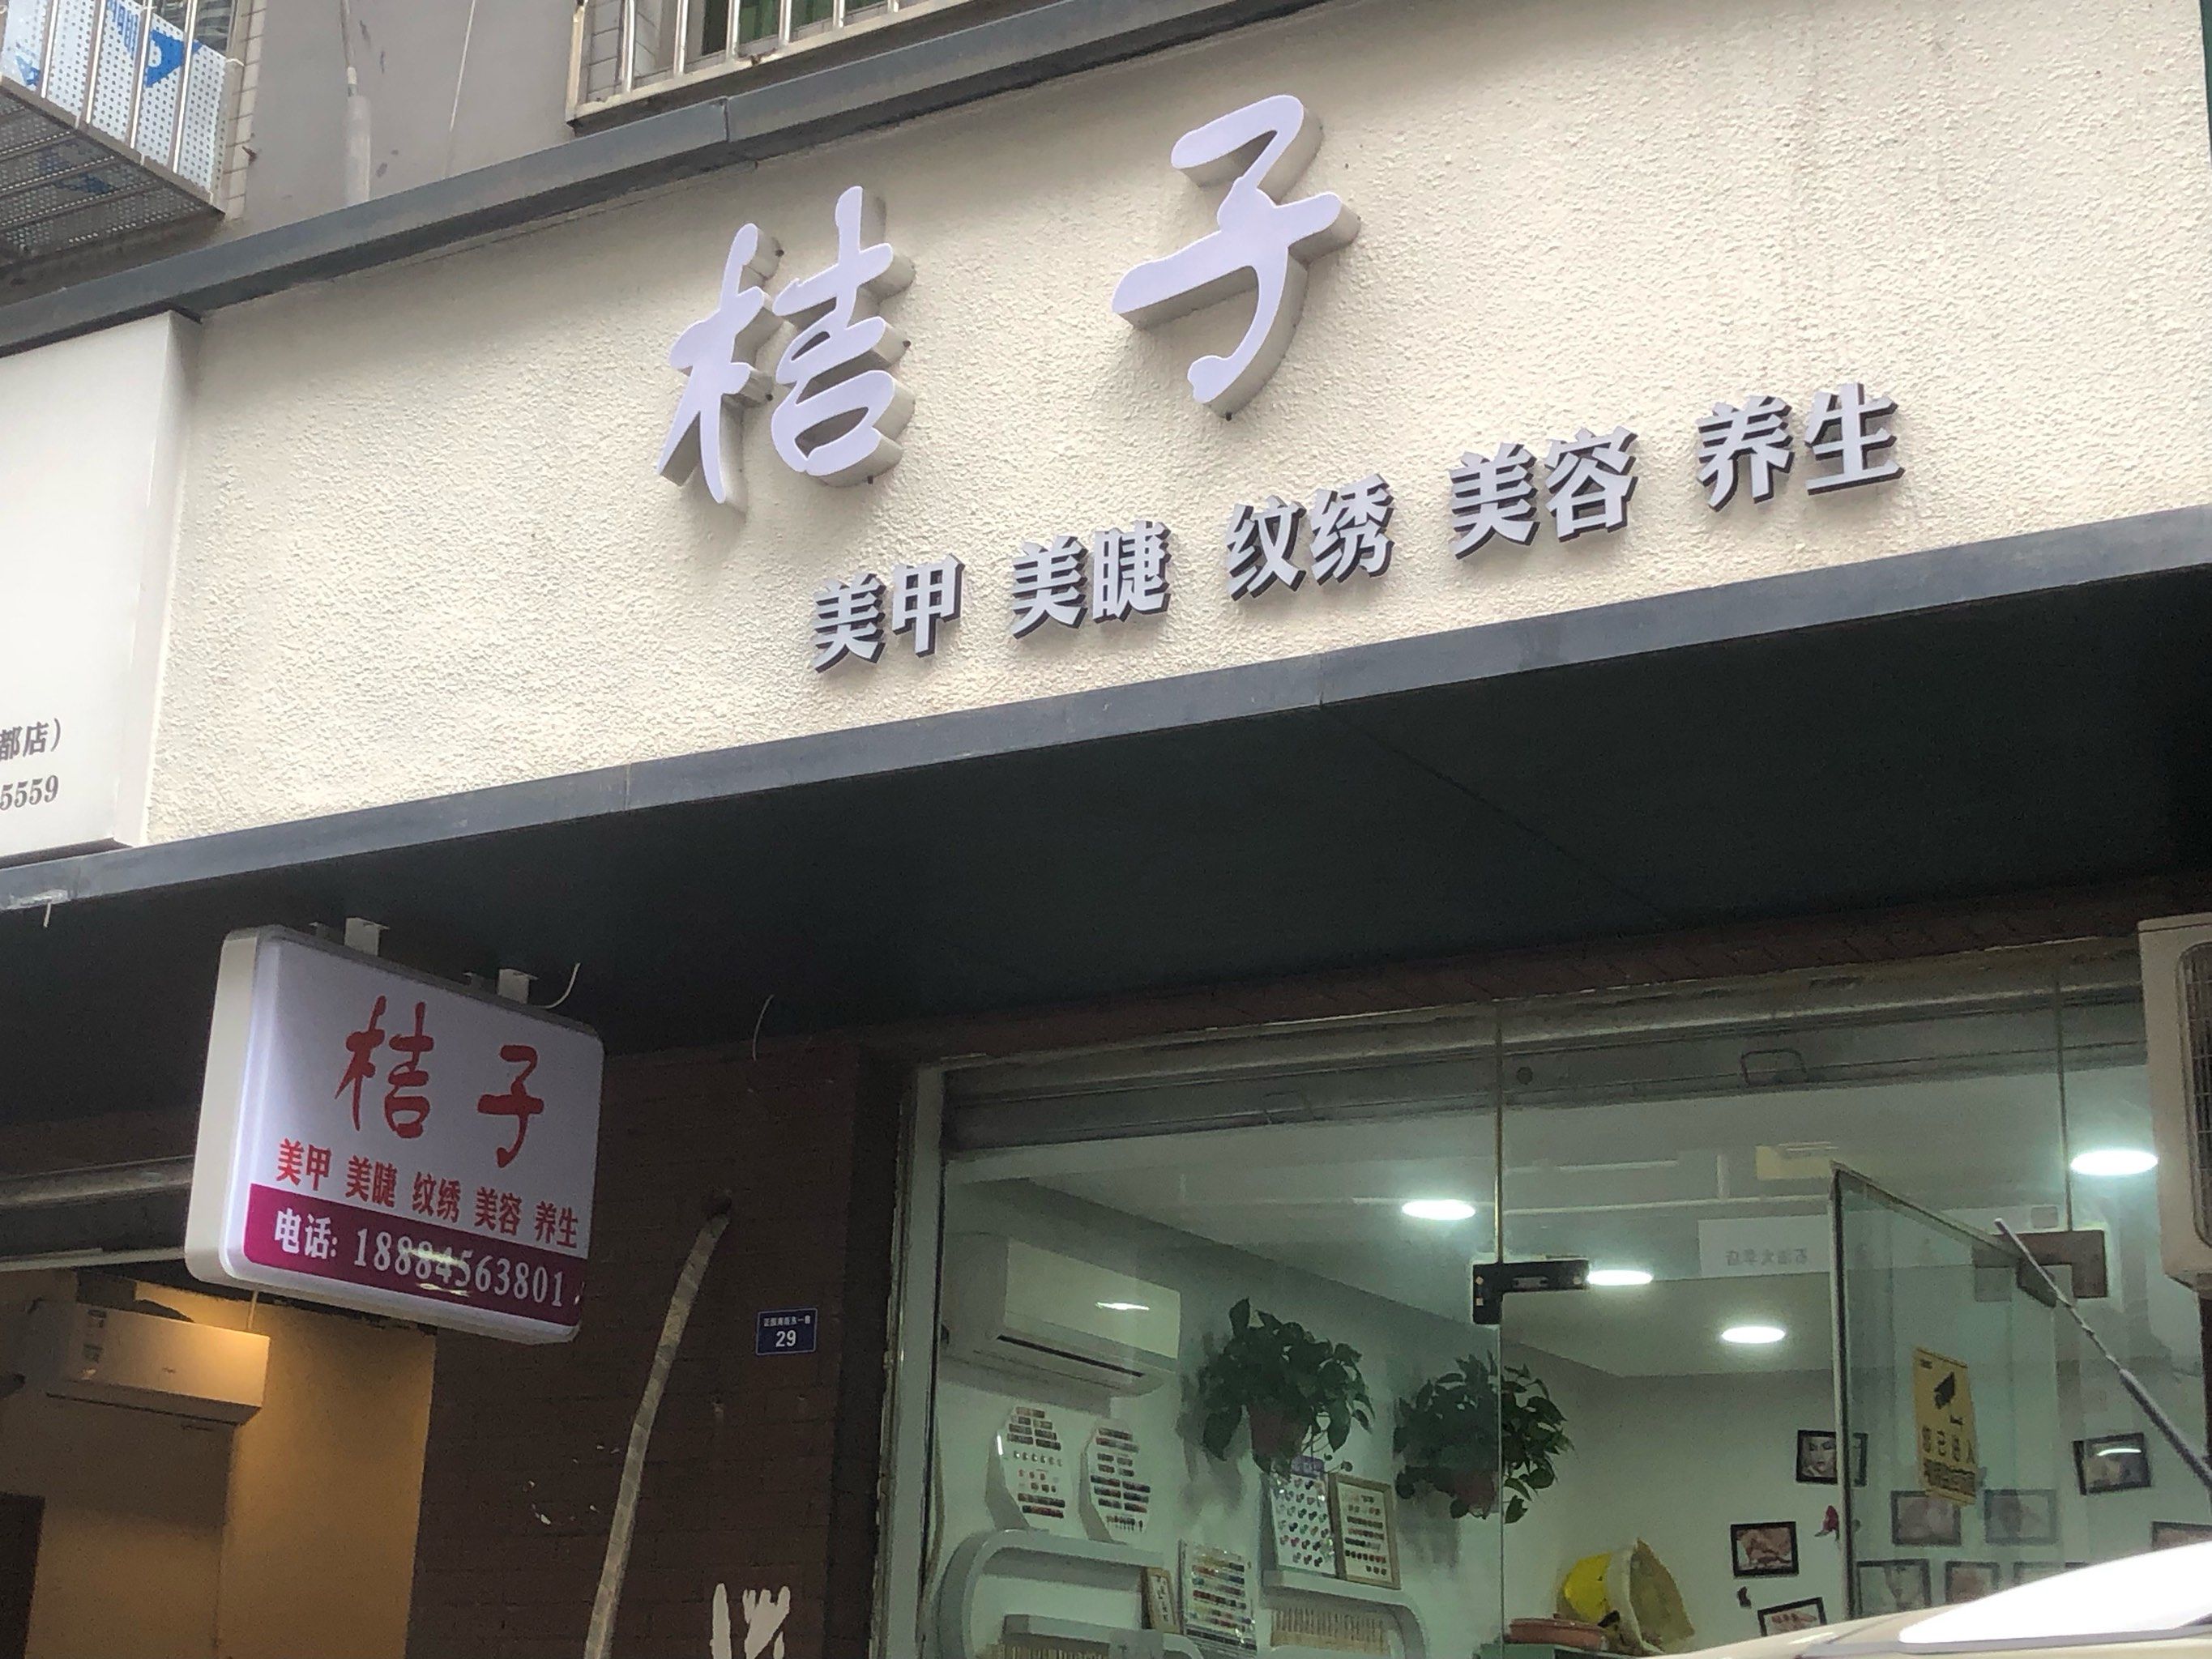 桔子
美甲 美睫 纹绣 美容 养生
都店）
5559
桔子
美甲 美睫 纹绣 美容 养生
电话: 18884563801
29